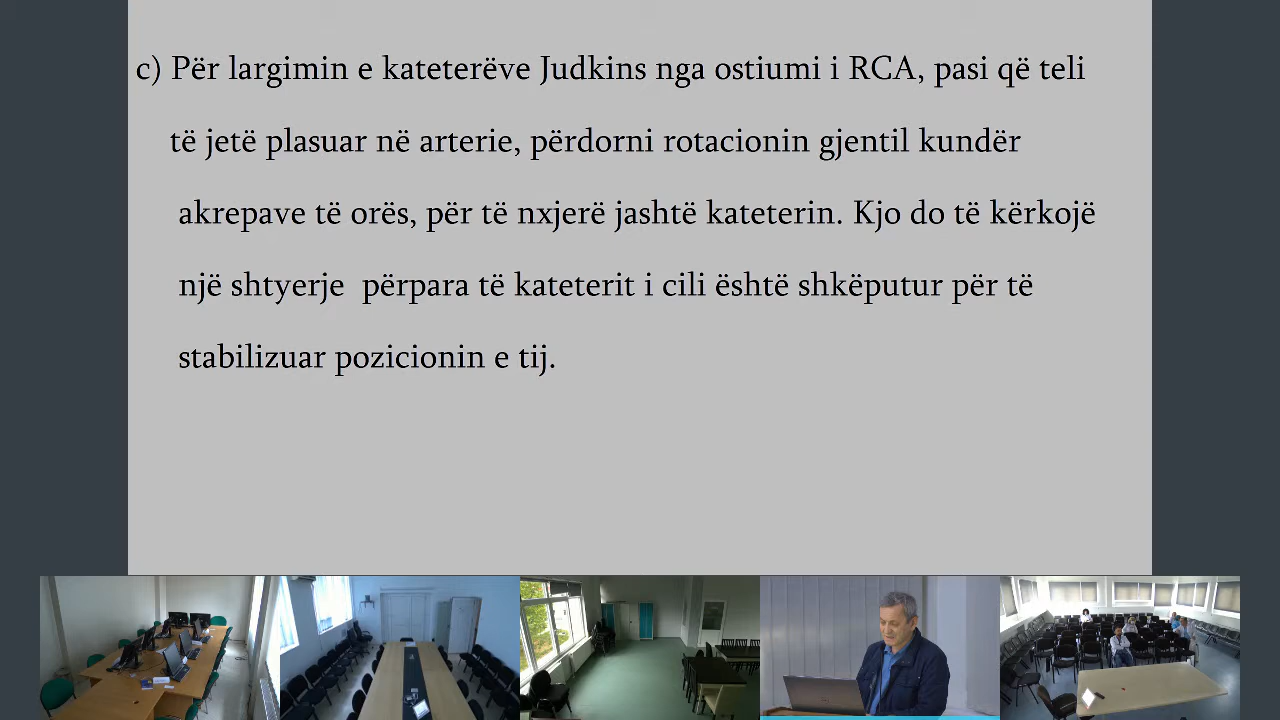 c) Për largimin e kateterëve Judkins nga ostiumi i RCA, pasi që teli
të jetë plasuar në arterie, përdorni rotacionin gjentil kundër
akrepave të orës, për të nxjerë jashtë kateterin. Kjo do të kërkojë
një shtyerje  përpara të kateterit i cili është shkëputur për të
stabilizuar pozicionin e tij.